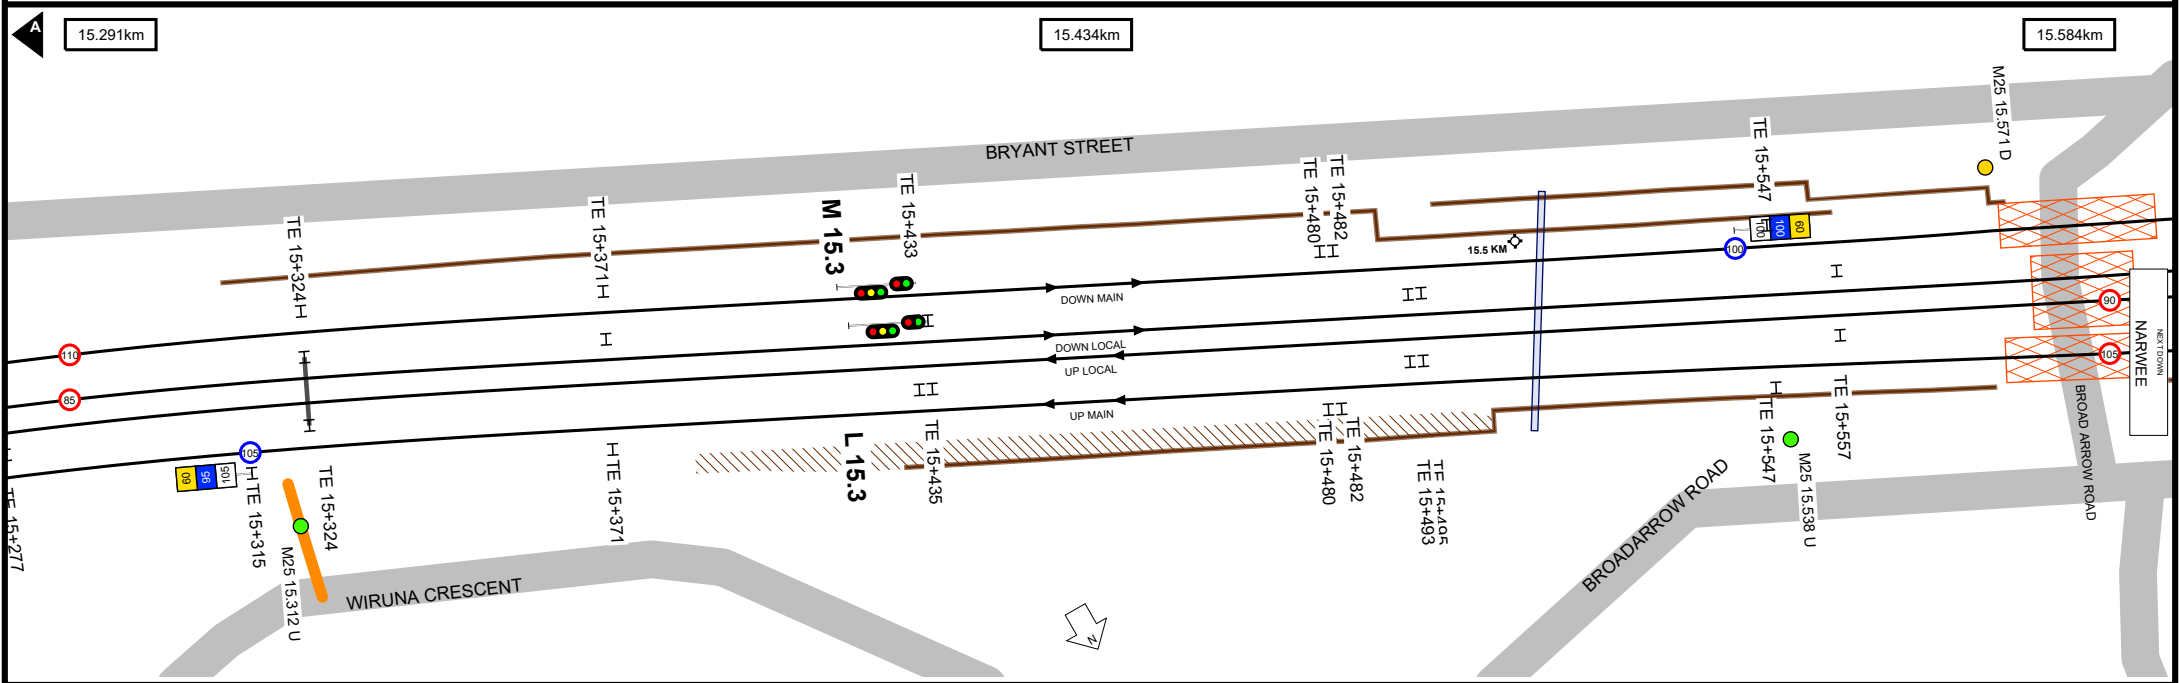 A
15.291km
15.434km
15.584km
M25 15.571 D
BRYANT STREET
TE 15+324
TE 15+371
M 15.3
TE 15+433
TE 15+480
TE 15+482
15.5 KM
TE 15+547
100
100
60
100
110
85
DOWN MAIN
DOWN LOCAL
UP LOCAL
UP MAIN
90
105
NARWEE
NEXT DOWN
BROAD ARROW ROAD
105
60
95
105
TE 15+277
TE 15+315
TE 15+324
M25 15.312 U
TE 15+371
L 15.3
TE 15+435
TE 15+480
TE 15+482
TE 15+493
TE 15+495
TE 15+547
TE 15+557
M25 15.538 U
WIRUNA CRESCENT
BROADARROW ROAD
N